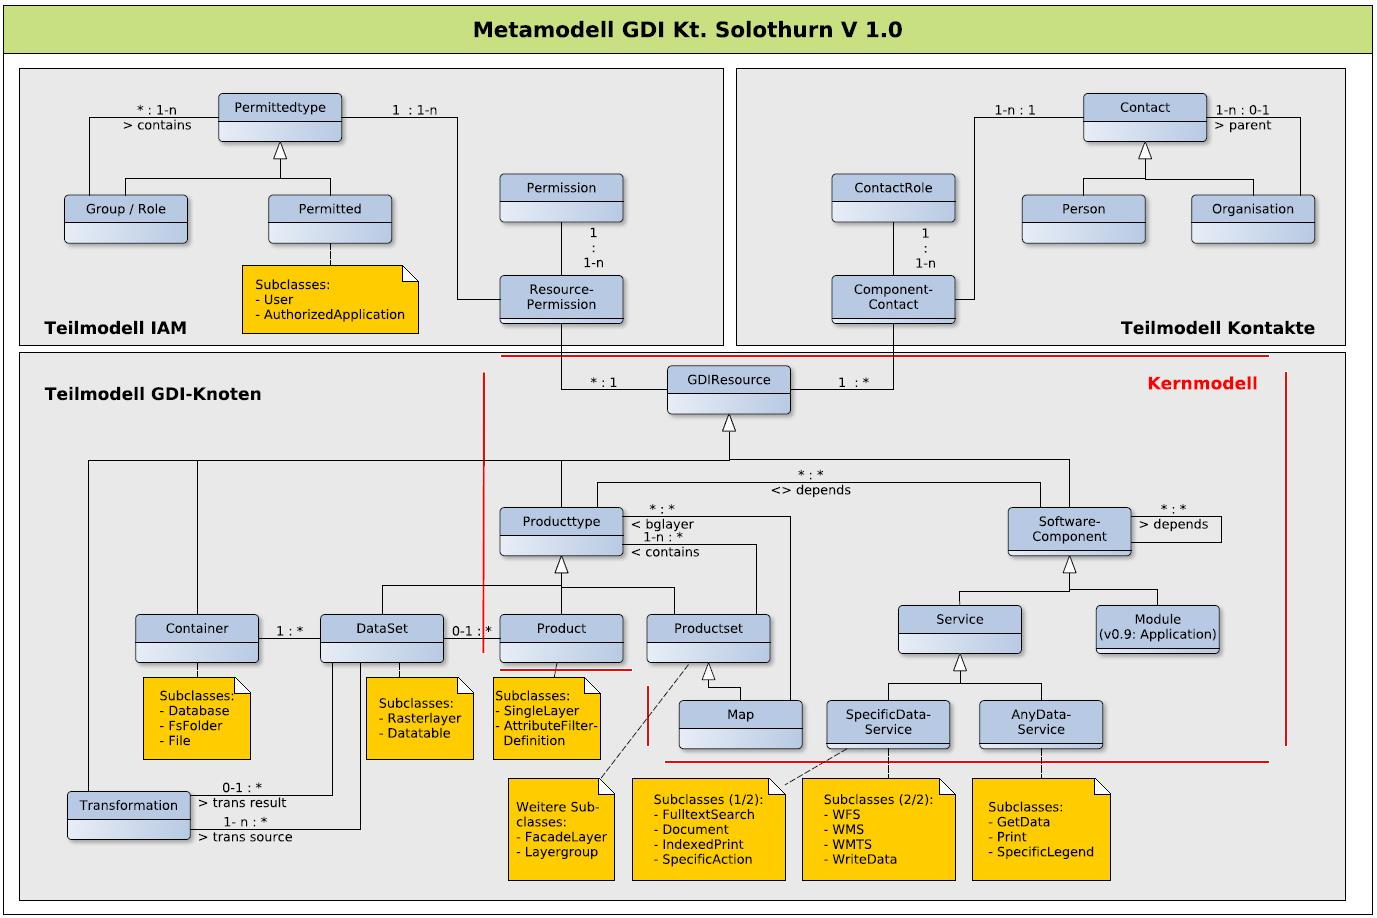 Metamodell GDI Kt. Solothurn V 1.0
* : 1-n
> contains
Permittedtype
1  : 1-n
Group / Role
Permitted
Subclasses:
- User
- AuthorizedApplication
Permission
1
:
1-n
Resource-
Permission
Teilmodell IAM
1-n : 1
Contact
1-n : 0-1
> parent
ContactRole
Person
Organisation
1
:
1-n
Component-
Contact
Teilmodell Kontakte
Teilmodell GDI-Knoten
* : 1
GDIResource
1  : *
Kernmodell
* : *
<> depends
Producttype
* : *
< bglayer
1-n : *
< contains
Software-
Component
* : *
> depends
Container
1 : *
DataSet
0-1 : *
Product
Productset
Service
Module
(v0.9: Application)
Subclasses:
- Database
- FsFolder
- File
Subclasses:
- Rasterlayer
- Datatable
Subclasses:
- SingleLayer
- AttributeFilter-
Definition
Map
SpecificData-
Service
AnyData-
Service
Transformation
0-1 : *
> trans result
1- n : *
> trans source
Weitere Sub-
classes:
- FacadeLayer
- Layergroup
Subclasses (1/2):
- FulltextSearch
- Document
- IndexedPrint
- SpecificAction
Subclasses (2/2):
- WFS
- WMS
- WMTS
- WriteData
Subclasses:
- GetData
- Print
- SpecificLegend